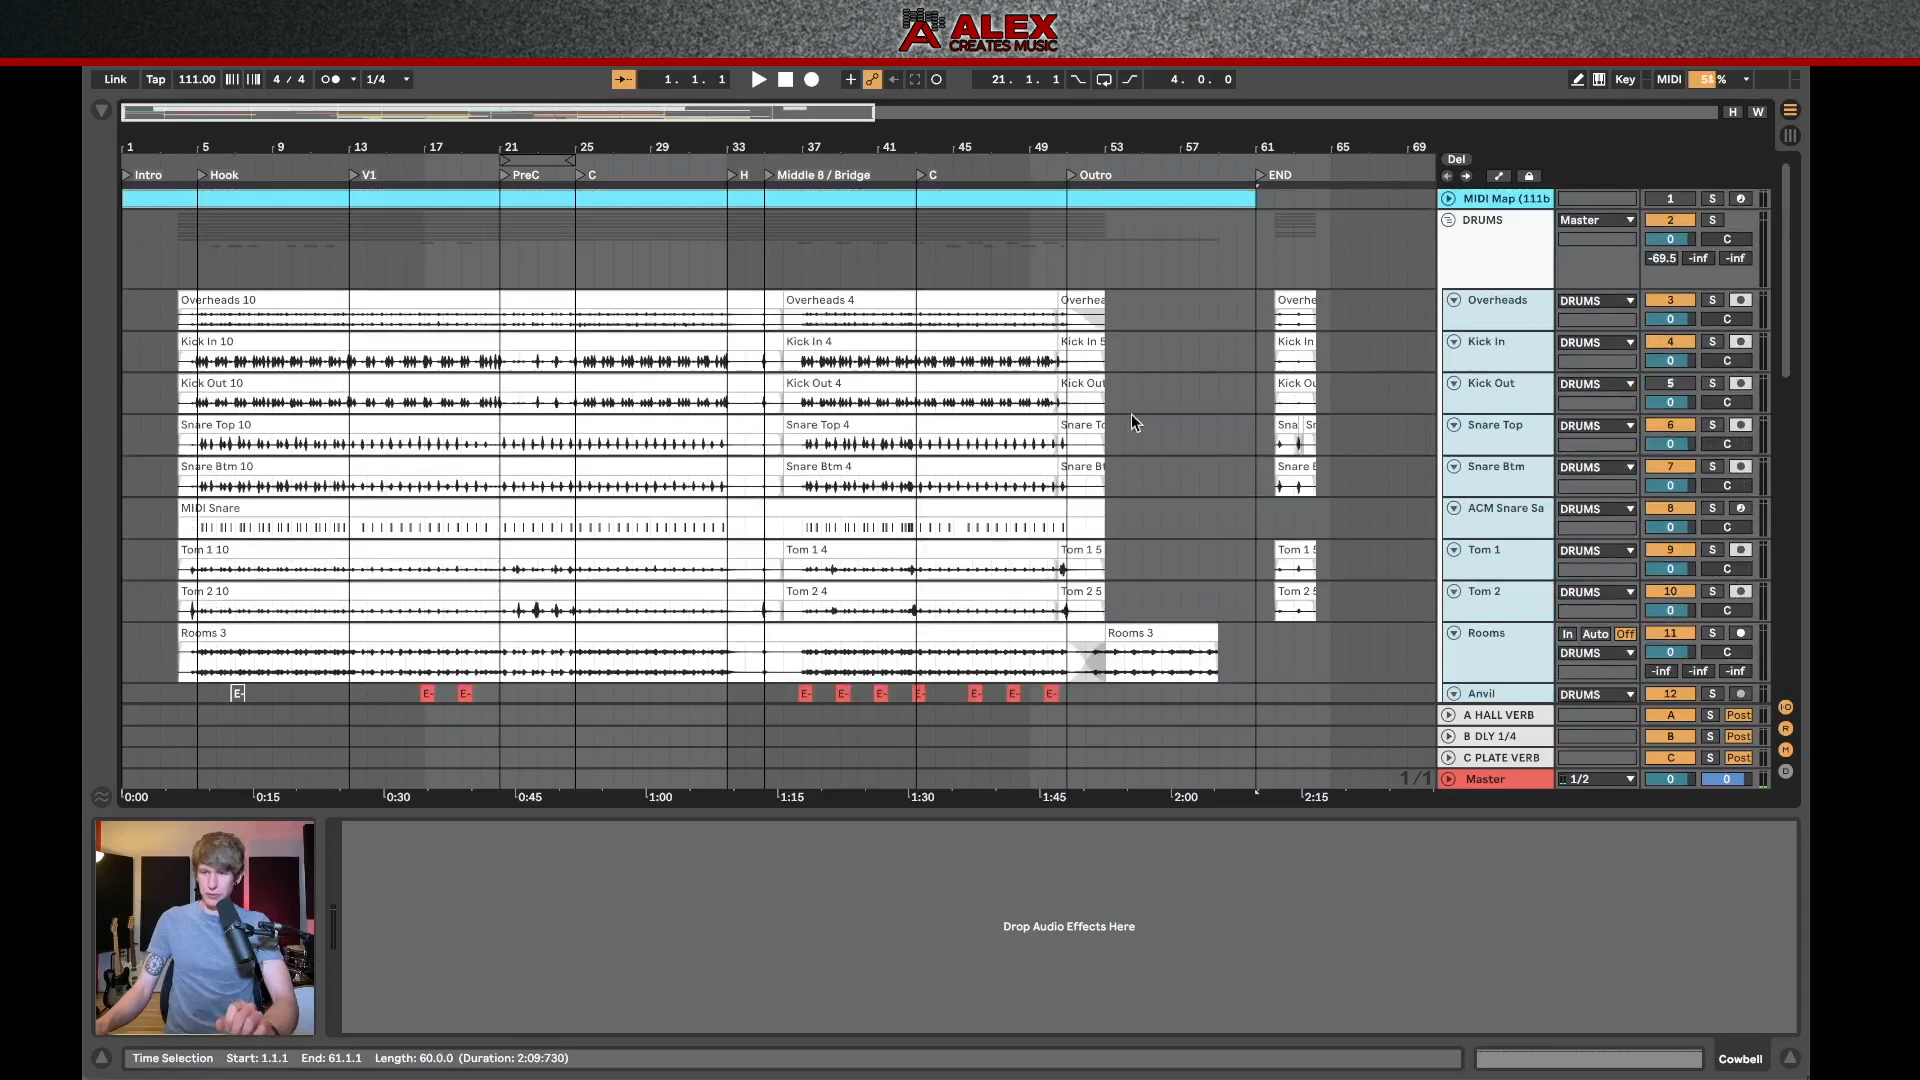 ALEX
CREATES MUSIC
Link Tap 111.00 4 / 4 1/4 1. 1. 1 21. 1. 1 4. 0. 0 Key MIDI 51 %
H W
1 5 9 13 17 21 25 29 33 37 41 45 49 53 57 61 65 69
Del
Intro Hook V1 PreC C H Middle 8 / Bridge C Outro END
MIDI Map (111b 1 S
DRUMS Master 2 S
0 C
-69.5 -inf -inf
Overheads 10 Overheads 4 Overhea Overhe Overheads DRUMS 3 S
0 C
Kick In 10 Kick In 4 Kick In 5 Kick In Kick In DRUMS 4 S
0 C
Kick Out 10 Kick Out 4 Kick Out Kick Ou Kick Out DRUMS 5 S
0 C
Snare Top 10 Snare Top 4 Snare To Sna Sr Snare Top DRUMS 6 S
0 C
Snare Btm 10 Snare Btm 4 Snare Bt Snare B Snare Btm DRUMS 7 S
0 C
MIDI Snare ACM Snare Sa DRUMS 8 S
0 C
Tom 1 10 Tom 1 4 Tom 1 5 Tom 1 5 Tom 1 DRUMS 9 S
0 C
Tom 2 10 Tom 2 4 Tom 2 5 Tom 2 5 Tom 2 DRUMS 10 S
0 C
Rooms 3 Rooms 3 Rooms In Auto Off 11 S
DRUMS 0 C
-inf -inf -inf
E- E- E- E- E- E- E- E- E- E- Anvil DRUMS 12 S
A HALL VERB A S Post
B DLY 1/4 B S Post
C PLATE VERB C S Post
1/1 Master 1/2 0 0
0:00 0:15 0:30 0:45 1:00 1:15 1:30 1:45 2:00 2:15
I·O
R
M
D
Drop Audio Effects Here
Time Selection Start: 1.1.1 End: 61.1.1 Length: 60.0.0 (Duration: 2:09:730)
Cowbell